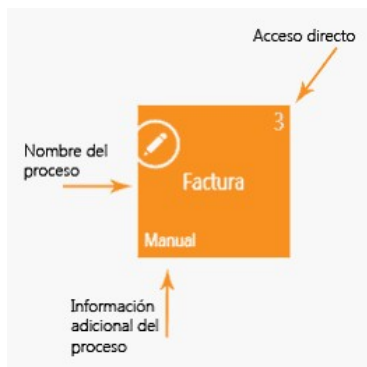 Acceso directo
3
Nombre del
proceso
Factura
Manual
Información
adicional del
proceso